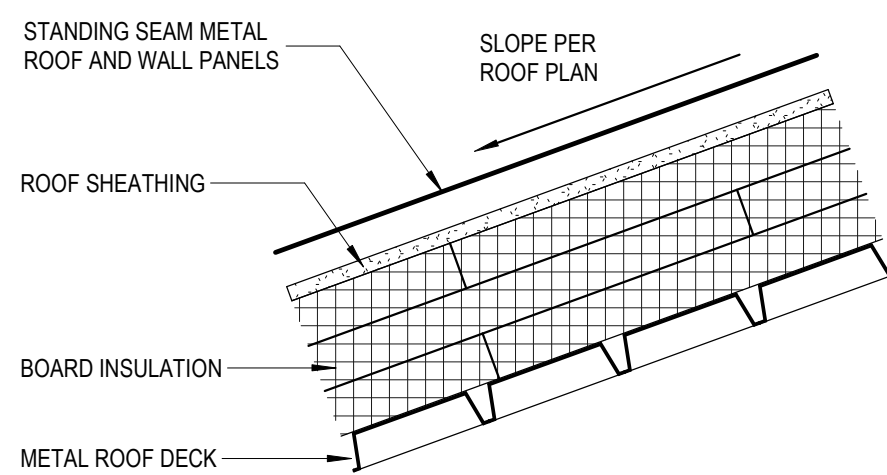 STANDING SEAM METAL
ROOF AND WALL PANELS
SLOPE PER
ROOF PLAN
ROOF SHEATHING
BOARD INSULATION
METAL ROOF DECK